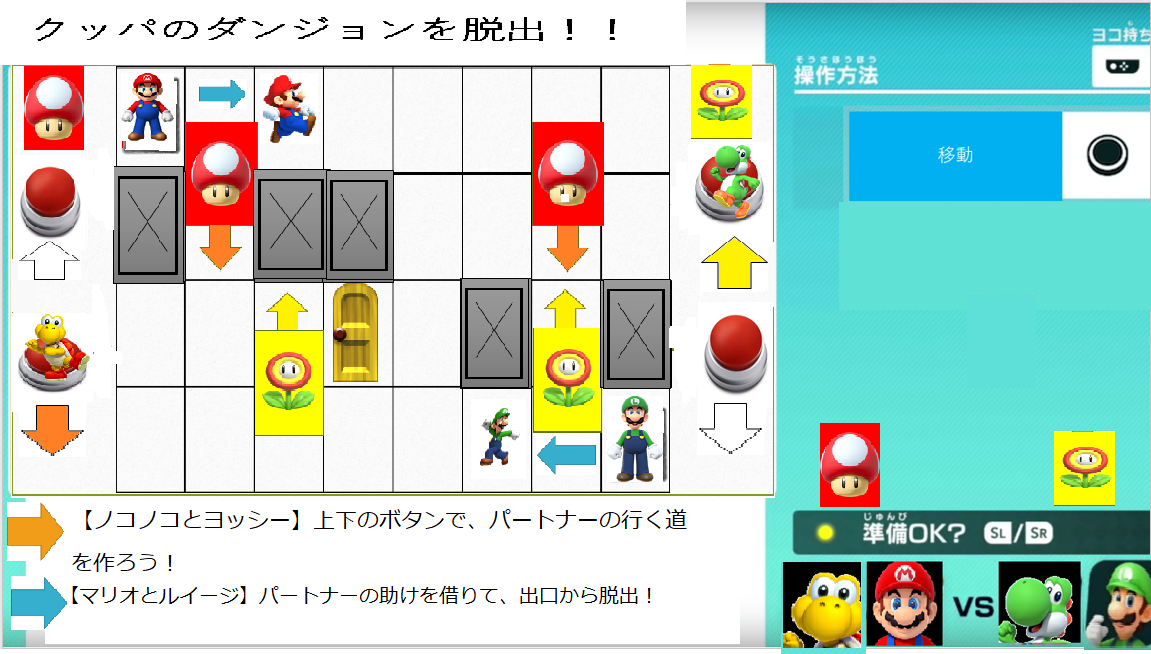 クッパのダンジョンを脱出！！
ヨコ持ち
そうさほうほう
操作方法
移動
【ノコノコとヨッシー】上下のボタンで、パートナーの行く道
を作ろう！
【マリオとルイージ】パートナーの助けを借りて、出口から脱出！
じゅんび
準備OK? SL/SR
VS